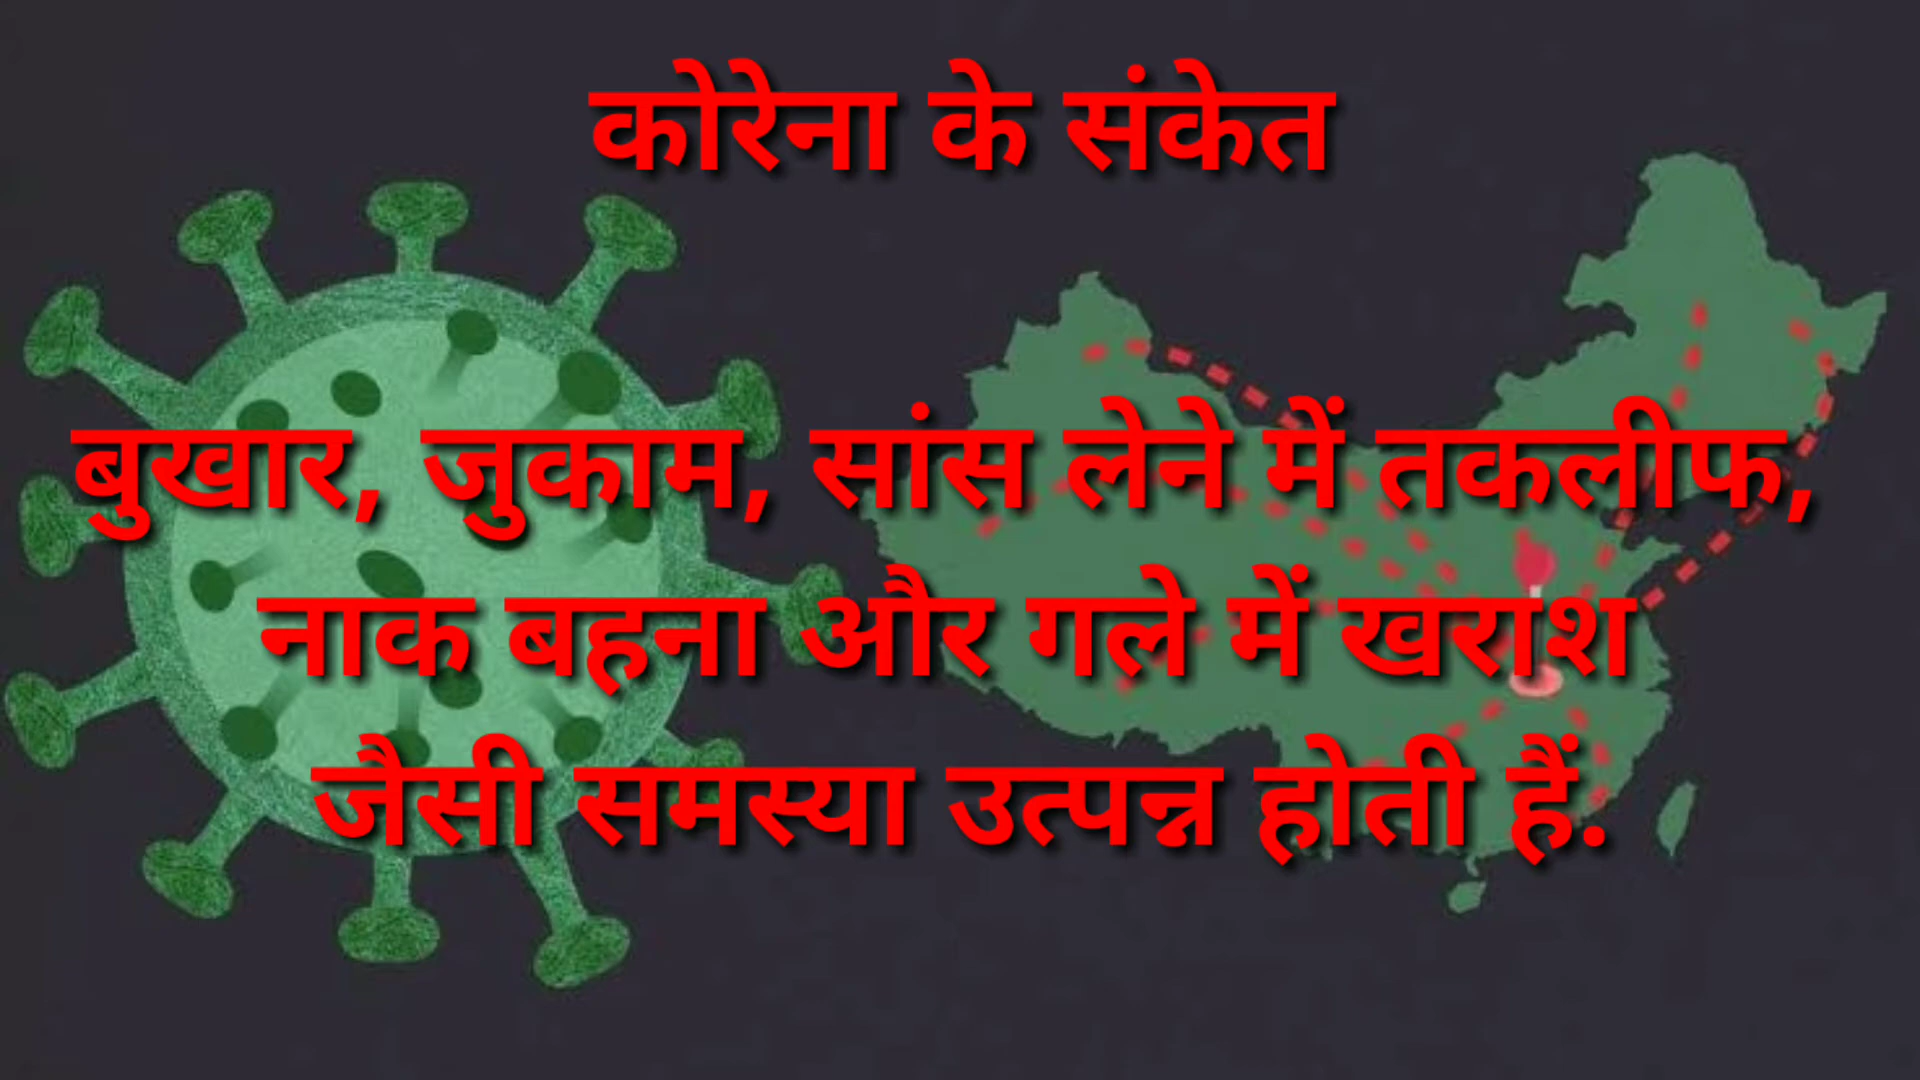 कोरेना के संकेत
बुखार, जुकाम, सांस लेने में तकलीफ,
नाक बहना और गले में खराश
जैसी समस्या उत्पन्न होती हैं.